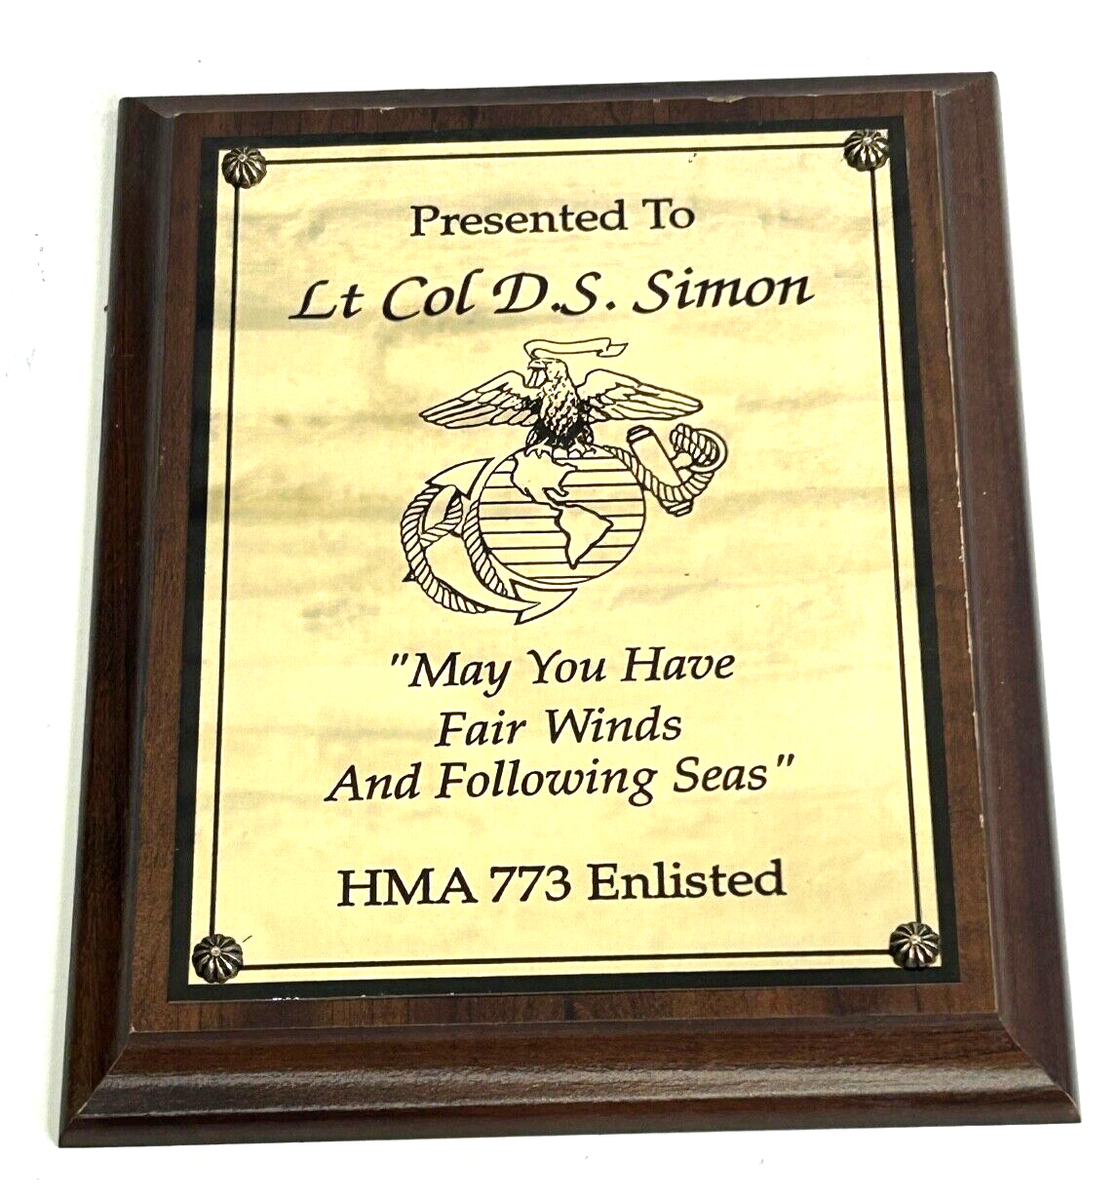 Presented To
Lt Col D.S. Simon
"May You Have
Fair Winds
And Following Seas"
HMA 773 Enlisted